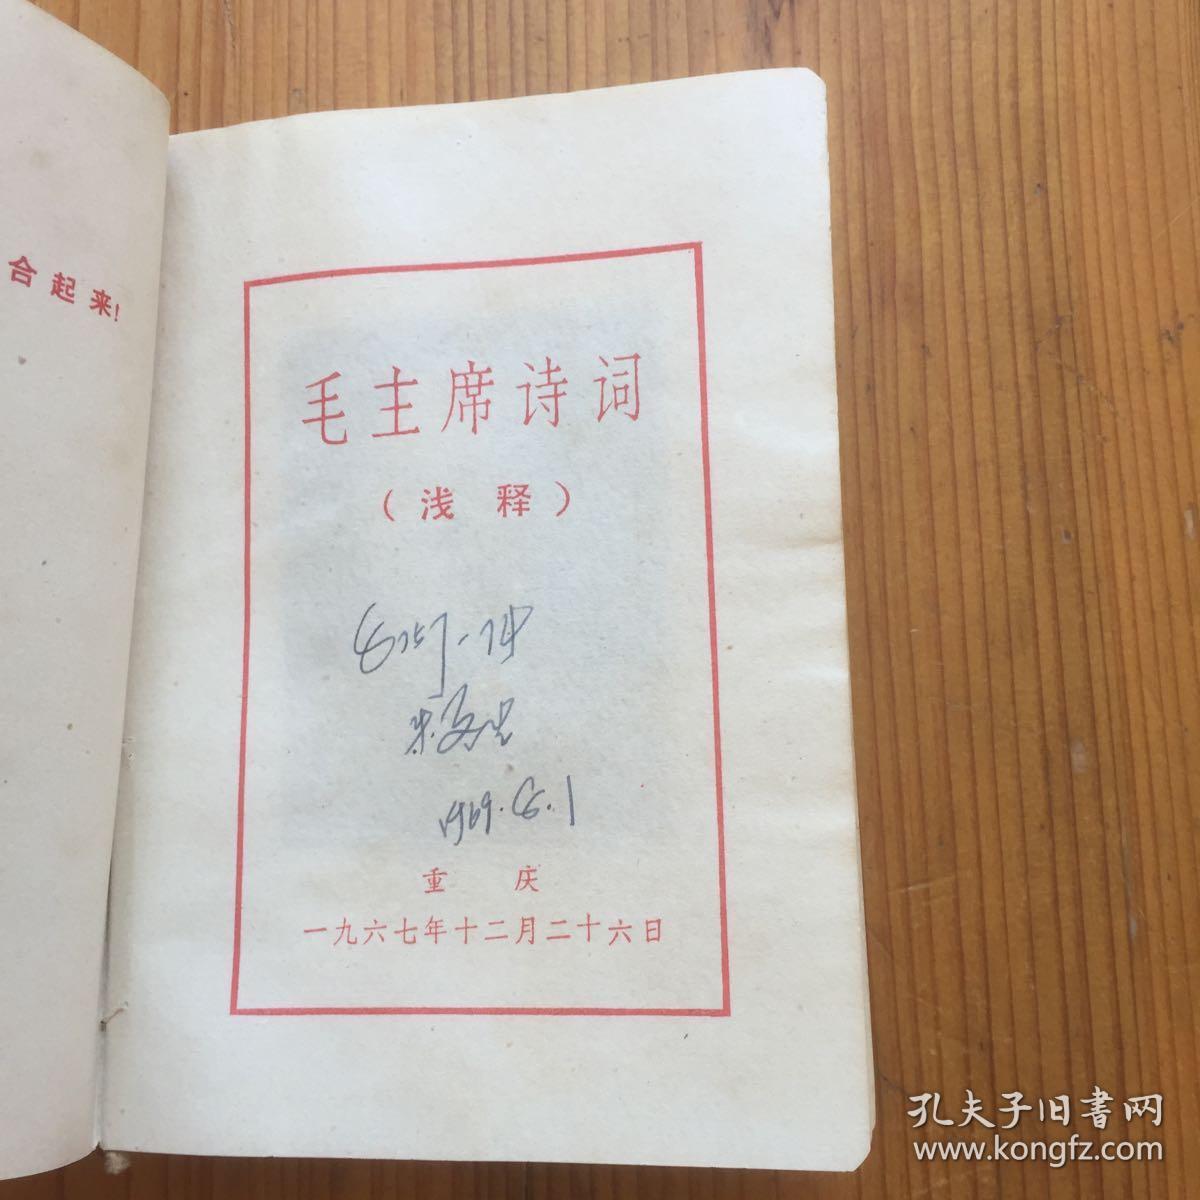 合起来!
毛主席诗词
(浅释)
1969.6.1
重庆
一九六七年十二月二十六日
孔夫子旧書网
www.kongfz.com